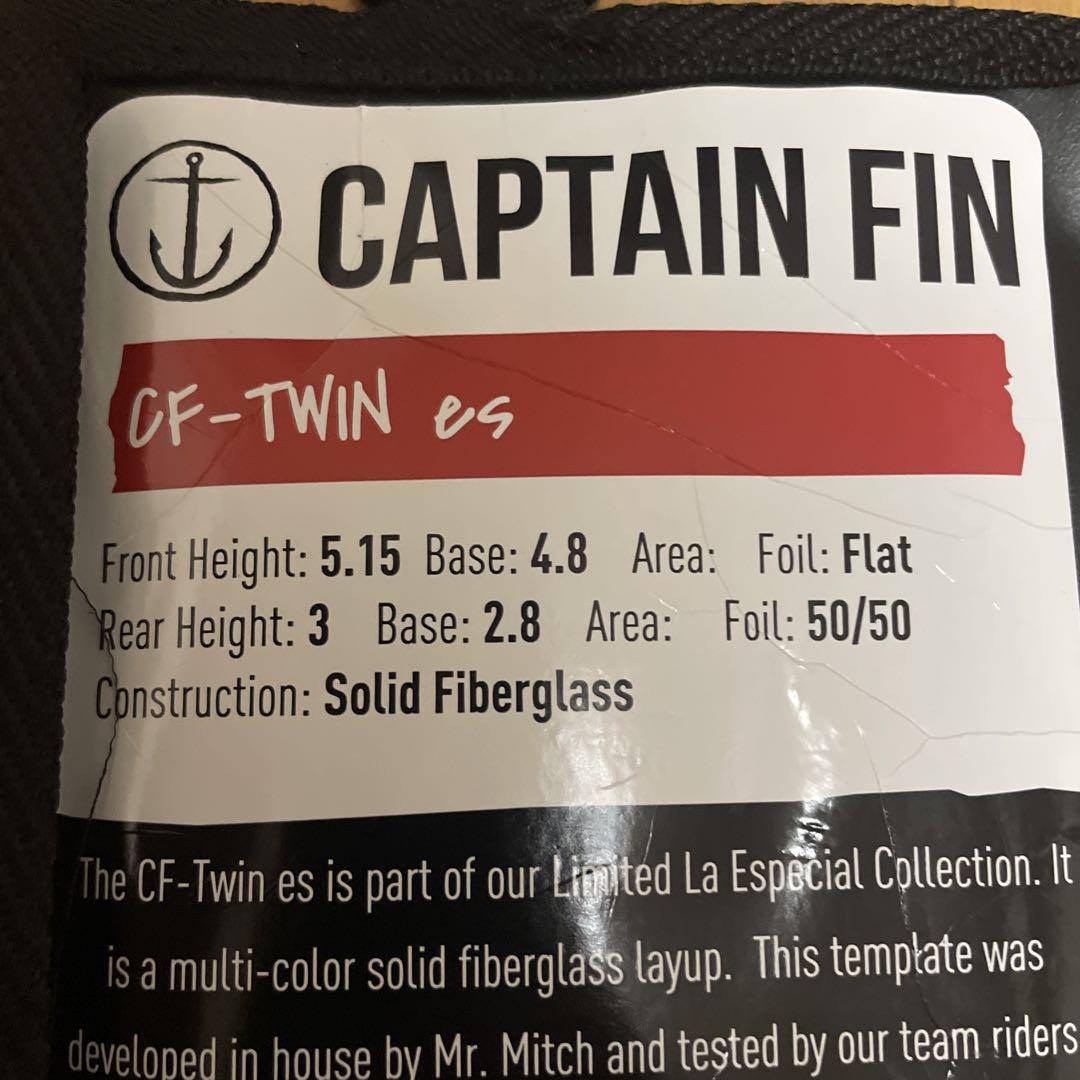 CAPTAIN FIN
CF-TWIN es
Front Height: 5.15 Base: 4.8 Area: Foil: Flat
Rear Height: 3 Base: 2.8 Area: Foil: 50/50
Construction: Solid Fiberglass
The CF-Twin es is part of our Limited La Especial Collection. It
is a multi-color solid fiberglass layup. This template was
developed in house by Mr. Mitch and tested by our team riders